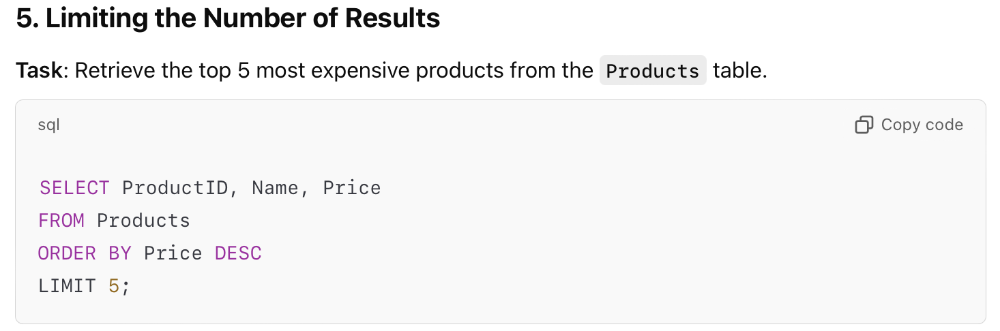 5. Limiting the Number of Results
Task: Retrieve the top 5 most expensive products from the Products table.
sql
Copy code
SELECT ProductID, Name, Price
FROM Products
ORDER BY Price DESC
LIMIT 5;